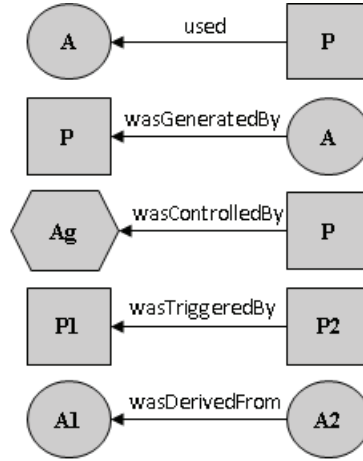 A used P
P wasGeneratedBy A
Ag wasControlledBy P
P1 wasTriggeredBy P2
A1 wasDerivedFrom A2